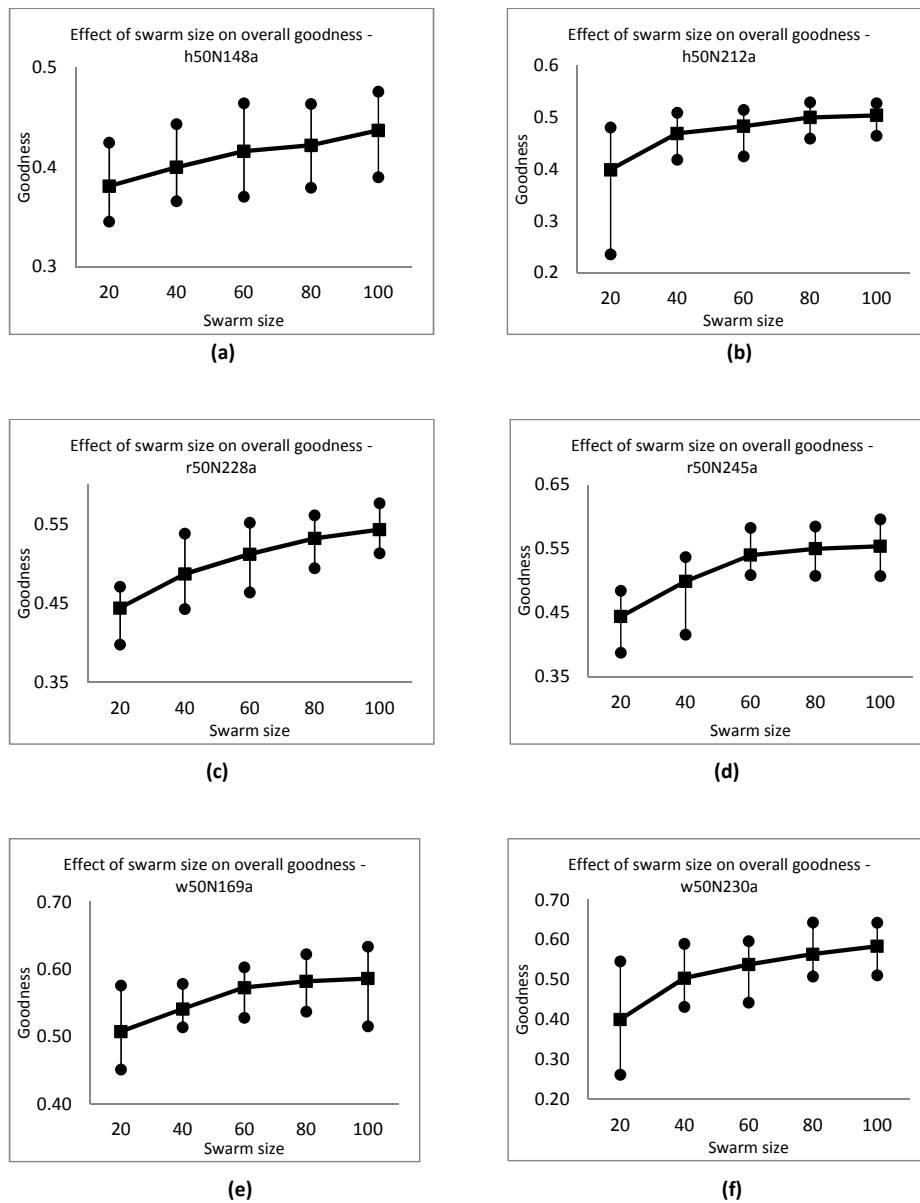 Effect of swarm size on overall goodness -
h50N148a
0.5
0.4
0.3
Goodness
20 40 60 80 100
Swarm size
(a)
Effect of swarm size on overall goodness -
h50N212a
0.6
0.5
0.4
0.3
0.2
Goodness
20 40 60 80 100
Swarm size
(b)
Effect of swarm size on overall goodness -
r50N228a
0.55
0.45
0.35
Goodness
20 40 60 80 100
Swarm size
(c)
Effect of swarm size on overall goodness -
r50N245a
0.65
0.55
0.45
0.35
Goodness
20 40 60 80 100
Swarm size
(d)
Effect of swarm size on overall goodness -
w50N169a
0.70
0.60
0.50
0.40
Goodness
20 40 60 80 100
Swarm size
(e)
Effect of swarm size on overall goodness -
w50N230a
0.70
0.60
0.50
0.40
0.30
0.20
Goodness
20 40 60 80 100
Swarm size
(f)